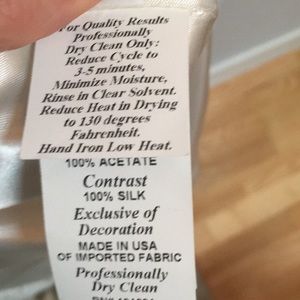 For Quality Results
Professionally
Dry Clean Only:
Reduce Cycle to
3-5 minutes,
Minimize Moisture,
Rinse in Clear Solvent.
Reduce Heat in Drying
to 130 degrees
Fahrenheit.
Hand Iron Low Heat.
100% ACETATE
Contrast
100% SILK
Exclusive of
Decoration
MADE IN USA
OF IMPORTED FABRIC
Professionally
Dry Clean